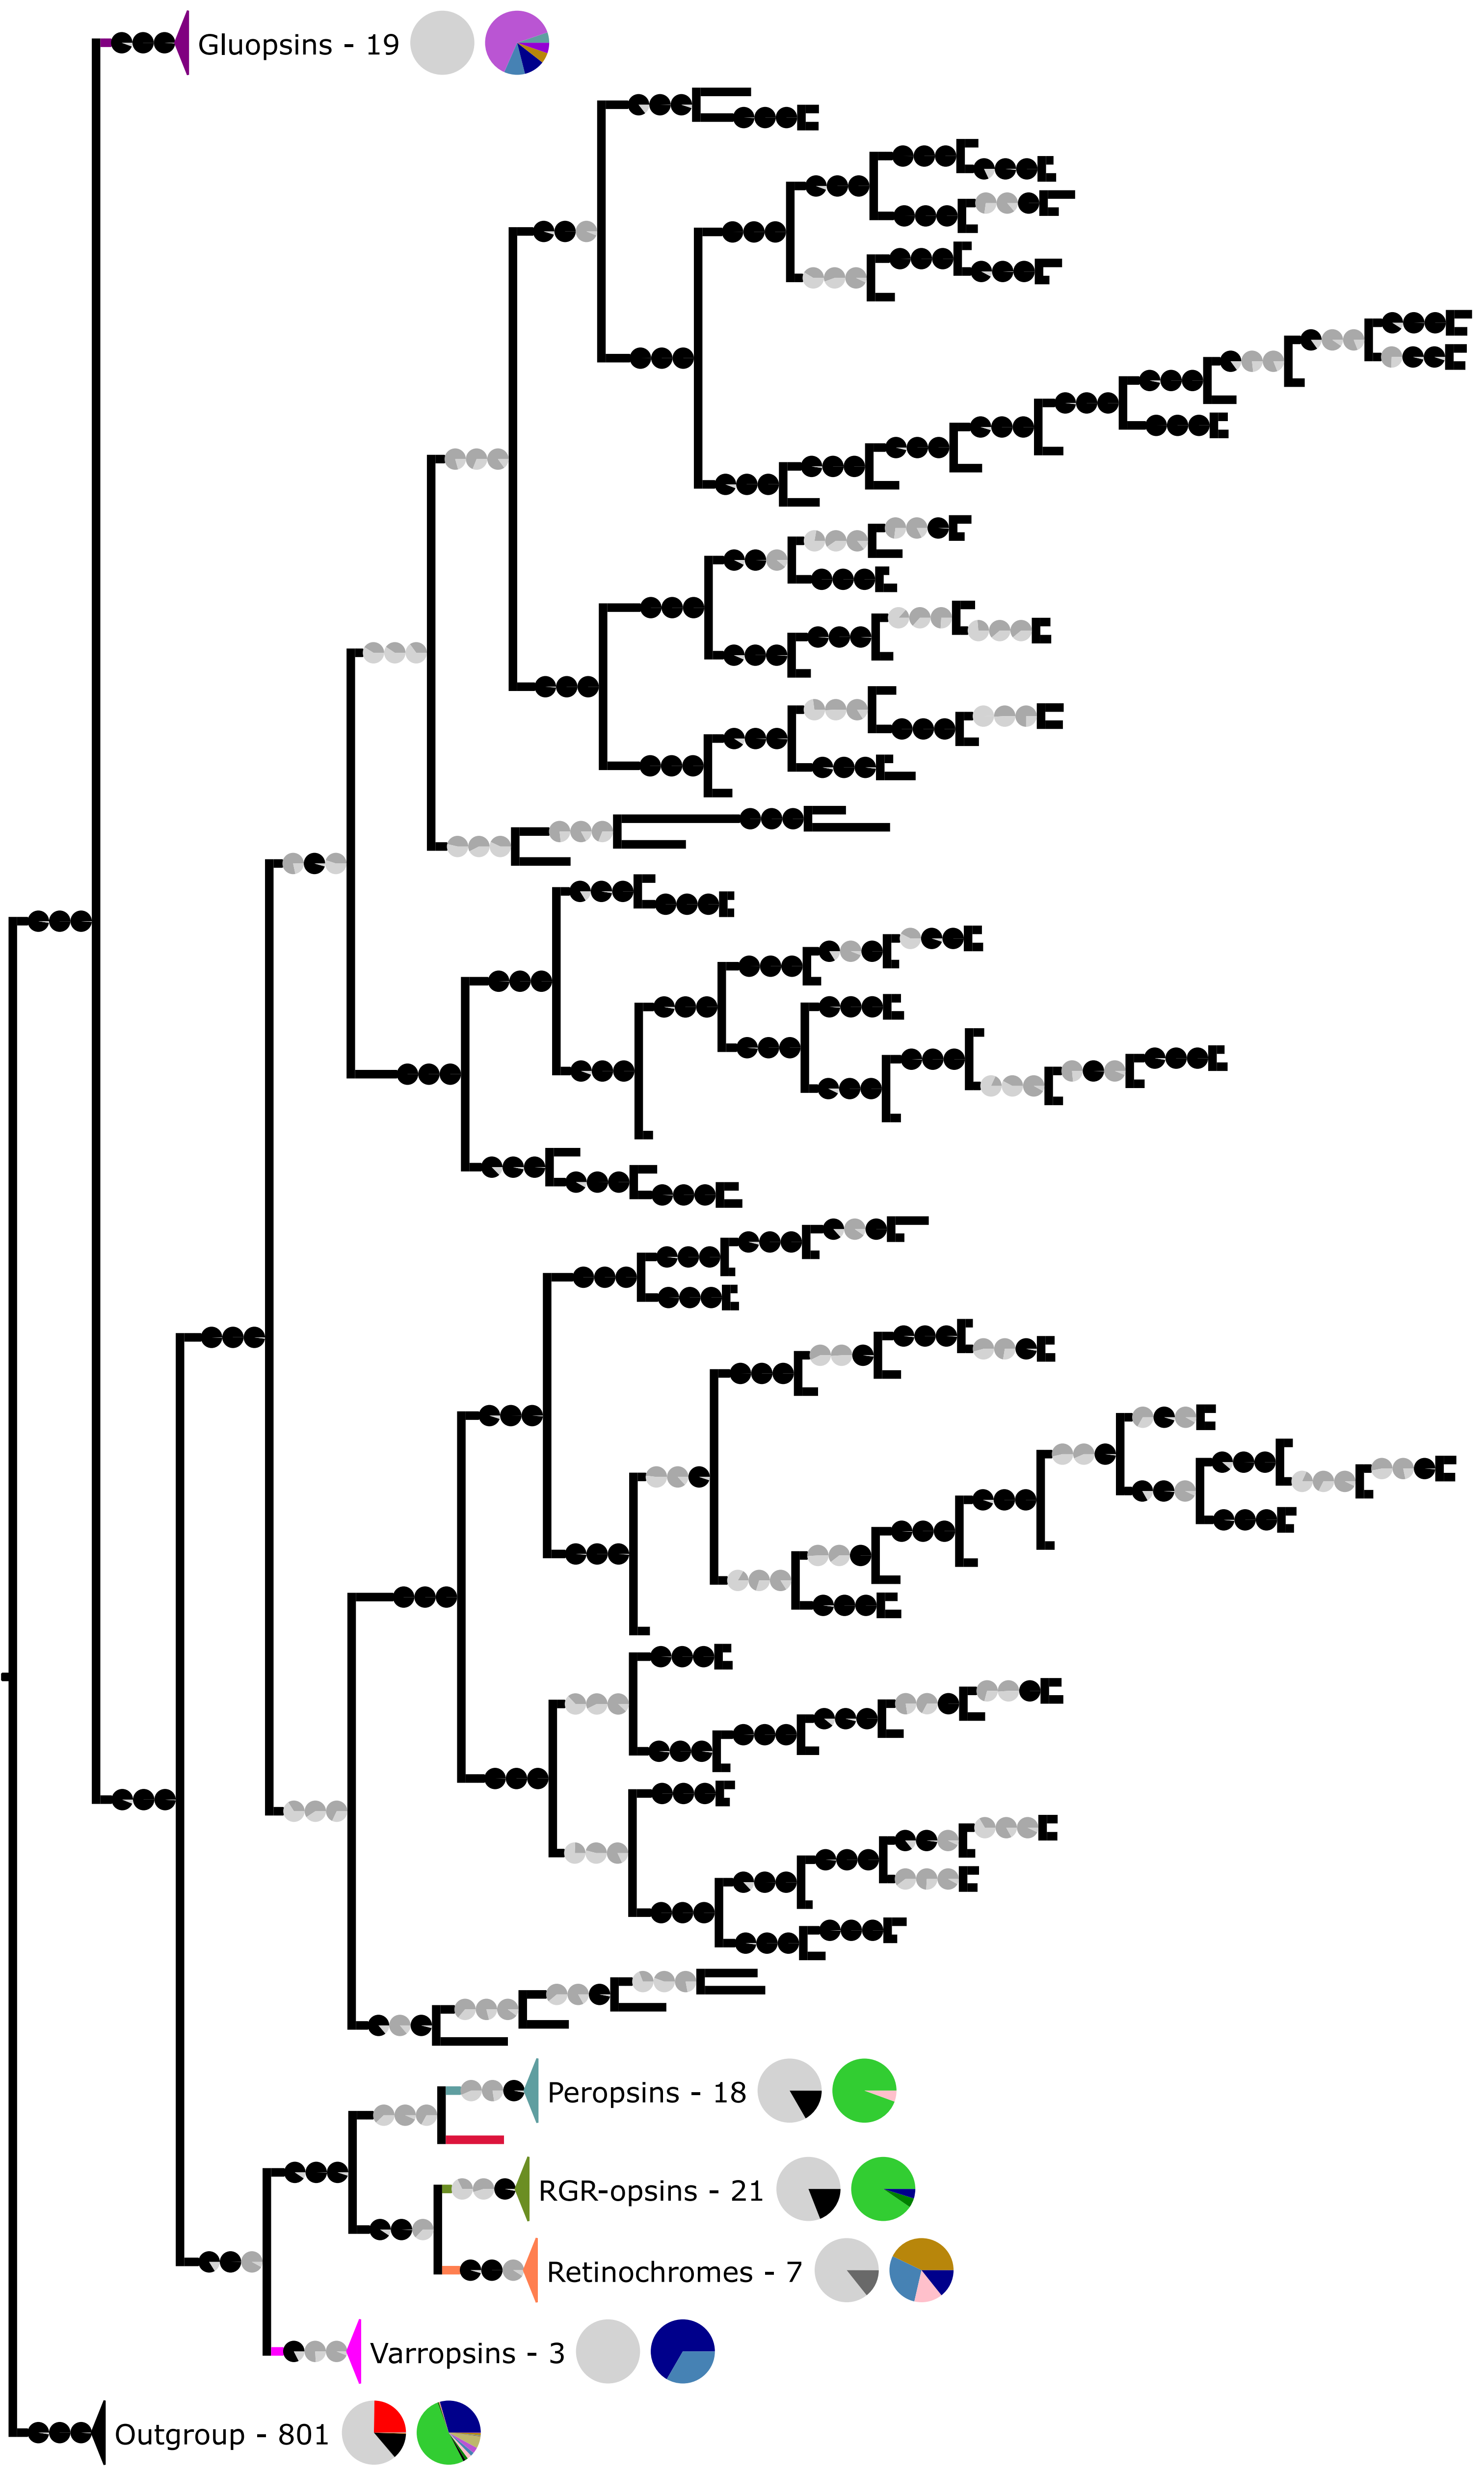 Gluopsins - 19
Peropsins - 18
RGR-opsins - 21
Retinochromes - 7
Varropsins - 3
Outgroup - 801